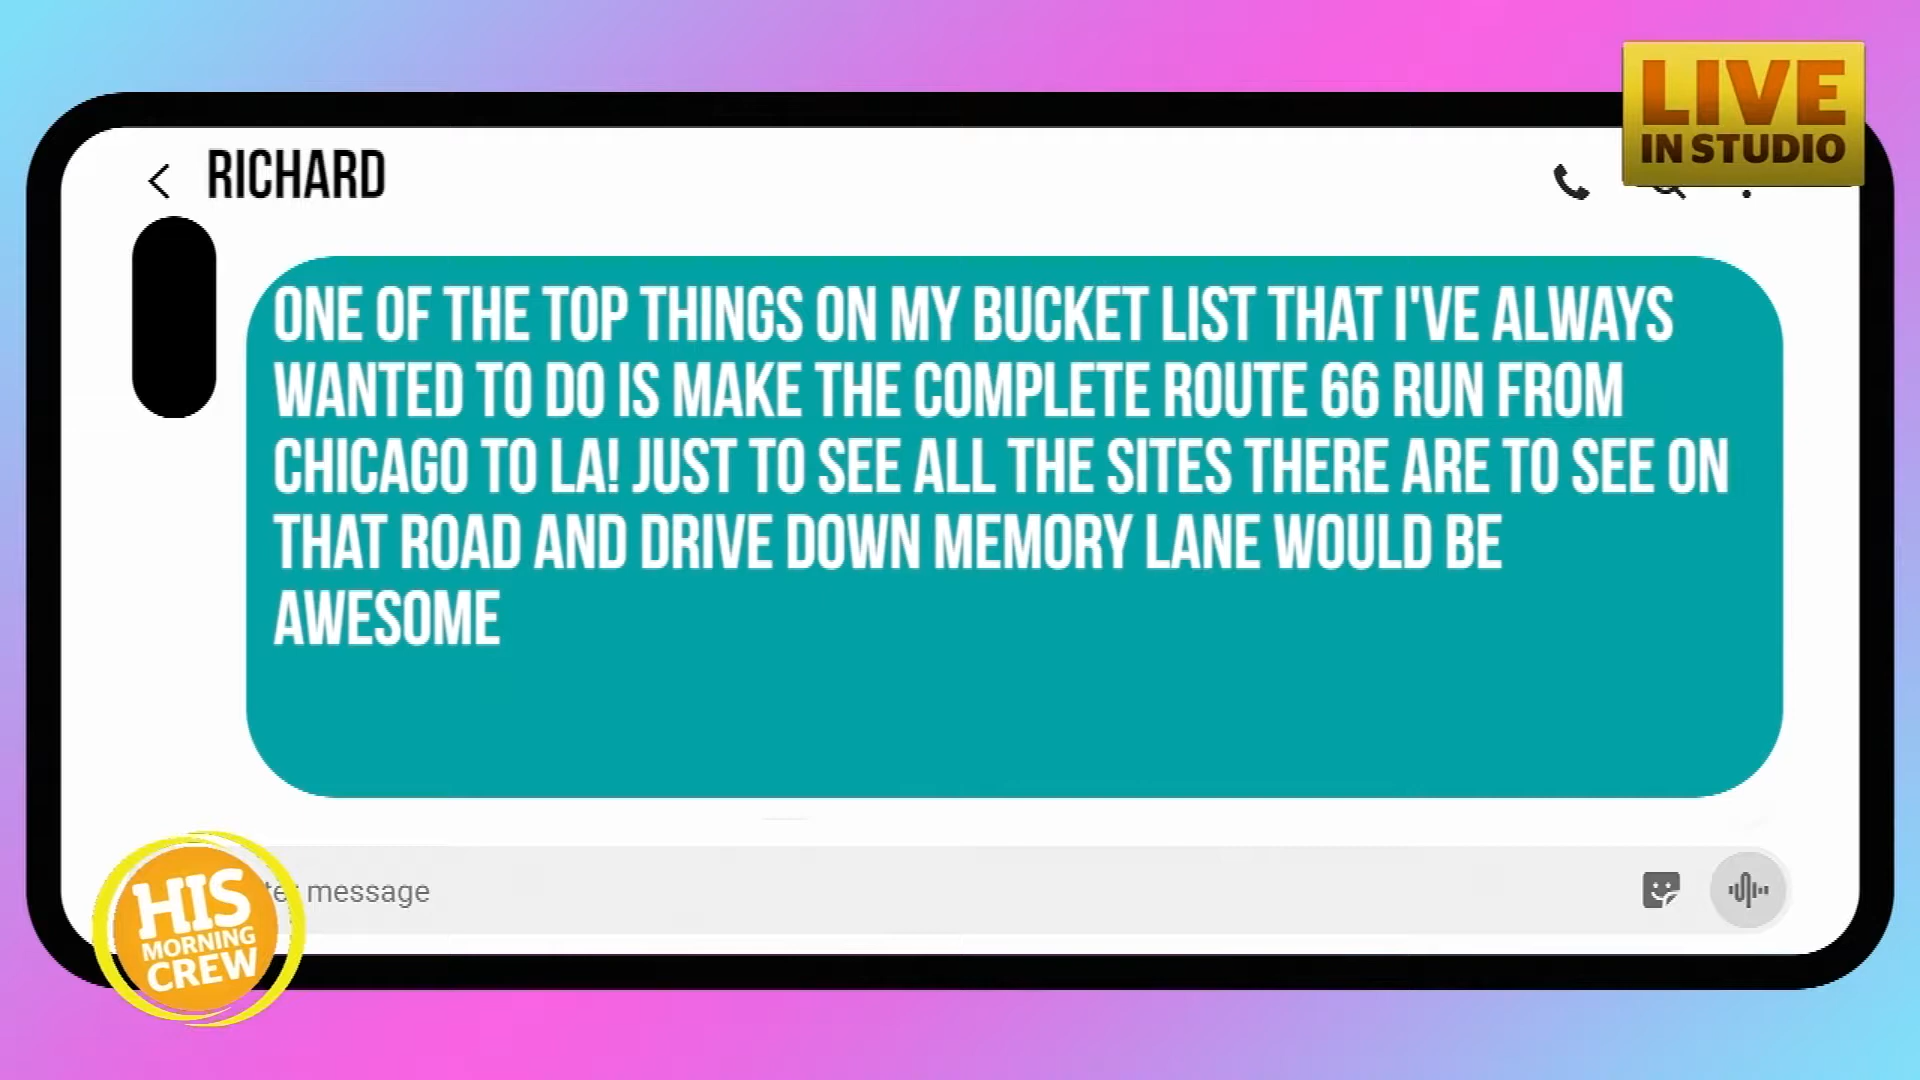 LIVE
IN STUDIO
RICHARD
ONE OF THE TOP THINGS ON MY BUCKET LIST THAT I'VE ALWAYS
WANTED TO DO IS MAKE THE COMPLETE ROUTE 66 RUN FROM
CHICAGO TO LA! JUST TO SEE ALL THE SITES THERE ARE TO SEE ON
THAT ROAD AND DRIVE DOWN MEMORY LANE WOULD BE
AWESOME
message
HIS
MORNING
CREW